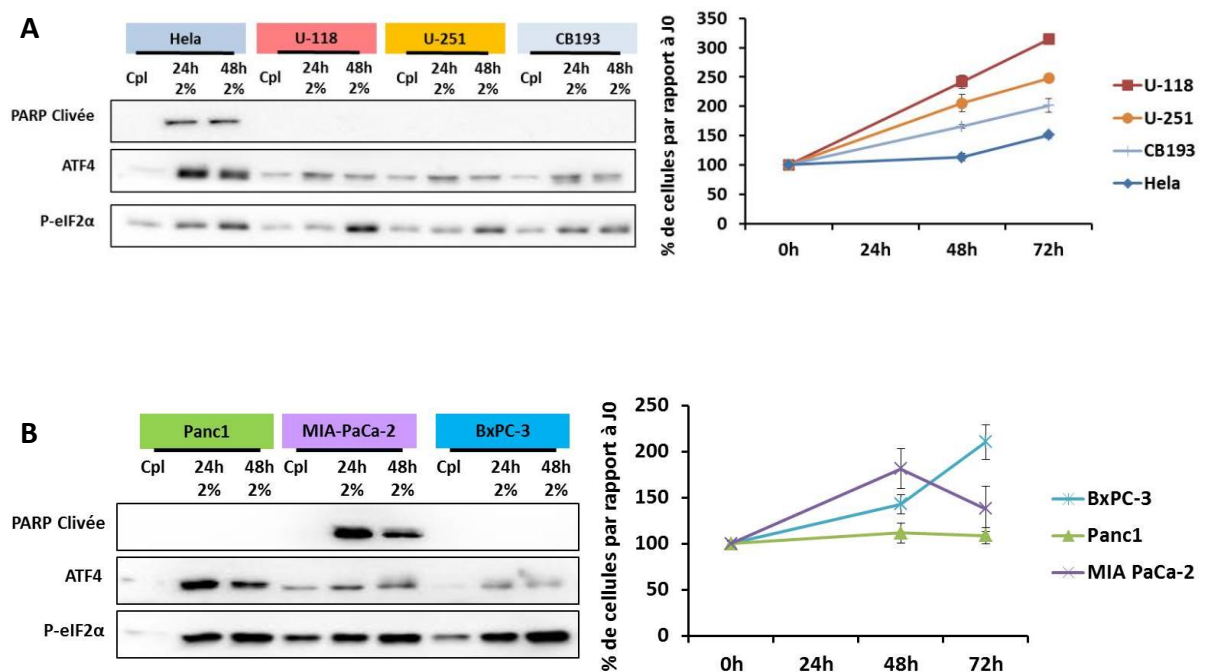 A
Hela U-118 U-251 CB193
Cpl 24h 48h Cpl 24h 48h Cpl 24h 48h Cpl 24h 48h
2% 2% 2% 2% 2% 2% 2% 2%
PARP Clivée
ATF4
P-eIF2α
% de cellules par rapport à J0
350
300
250
200
150
100
50
0
0h 24h 48h 72h
U-118
U-251
CB193
Hela
B
Panc1 MIA-PaCa-2 BxPC-3
Cpl 24h 48h Cpl 24h 48h Cpl 24h 48h
2% 2% 2% 2% 2% 2%
PARP Clivée
ATF4
P-eIF2α
% de cellules par rapport à J0
250
200
150
100
50
0
0h 24h 48h 72h
BxPC-3
Panc1
MIA PaCa-2